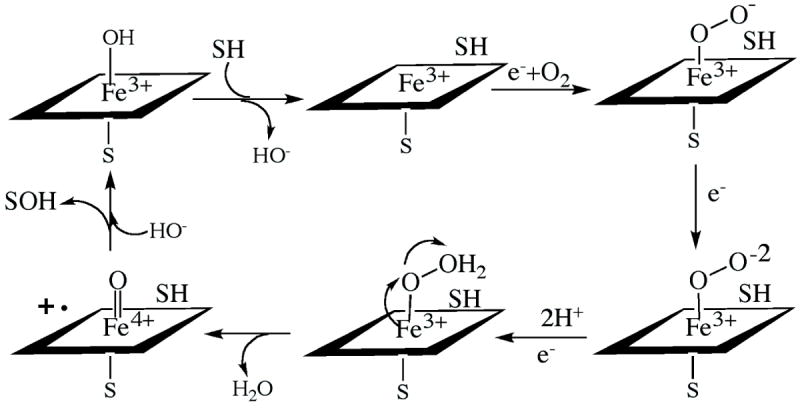 OH
Fe3+
S
SH
HO-
SH
Fe3+
S
e-+O2
O-
O
SH
Fe3+
S
e-
O-2
O
SH
Fe3+
S
2H+
e-
OH2
O
SH
Fe3+
S
H2O
O
SH
+·
Fe4+
S
SOH
HO-